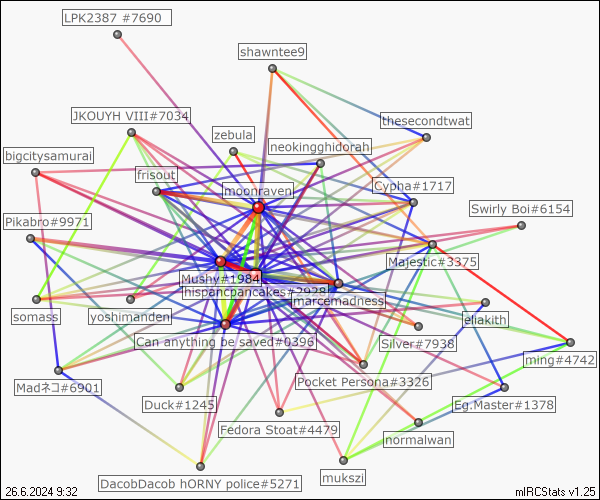 LPK2387 #7690
shawntee9
JKOUYH VIII#7034
thesecondtwat
zebula
neokingghidorah
bigcitysamurai
frisout
moonraven
Cypha#1717
Swirly Boi#6154
Pikabro#9971
Majestic#3375
Mushy#1984
hispancpancakes#2928
marcemadness
somass
yoshimanden
eliakith
Can anything be saved#0396
Silver#7938
ming#4742
Madネコ#6901
Pocket Persona#3326
Duck#1245
Eg.Master#1378
Fedora Stoat#4479
normalwan
mukszi
DacobDacob hORNY police#5271
26.6.2024 9:32
mIRCStats v1.25